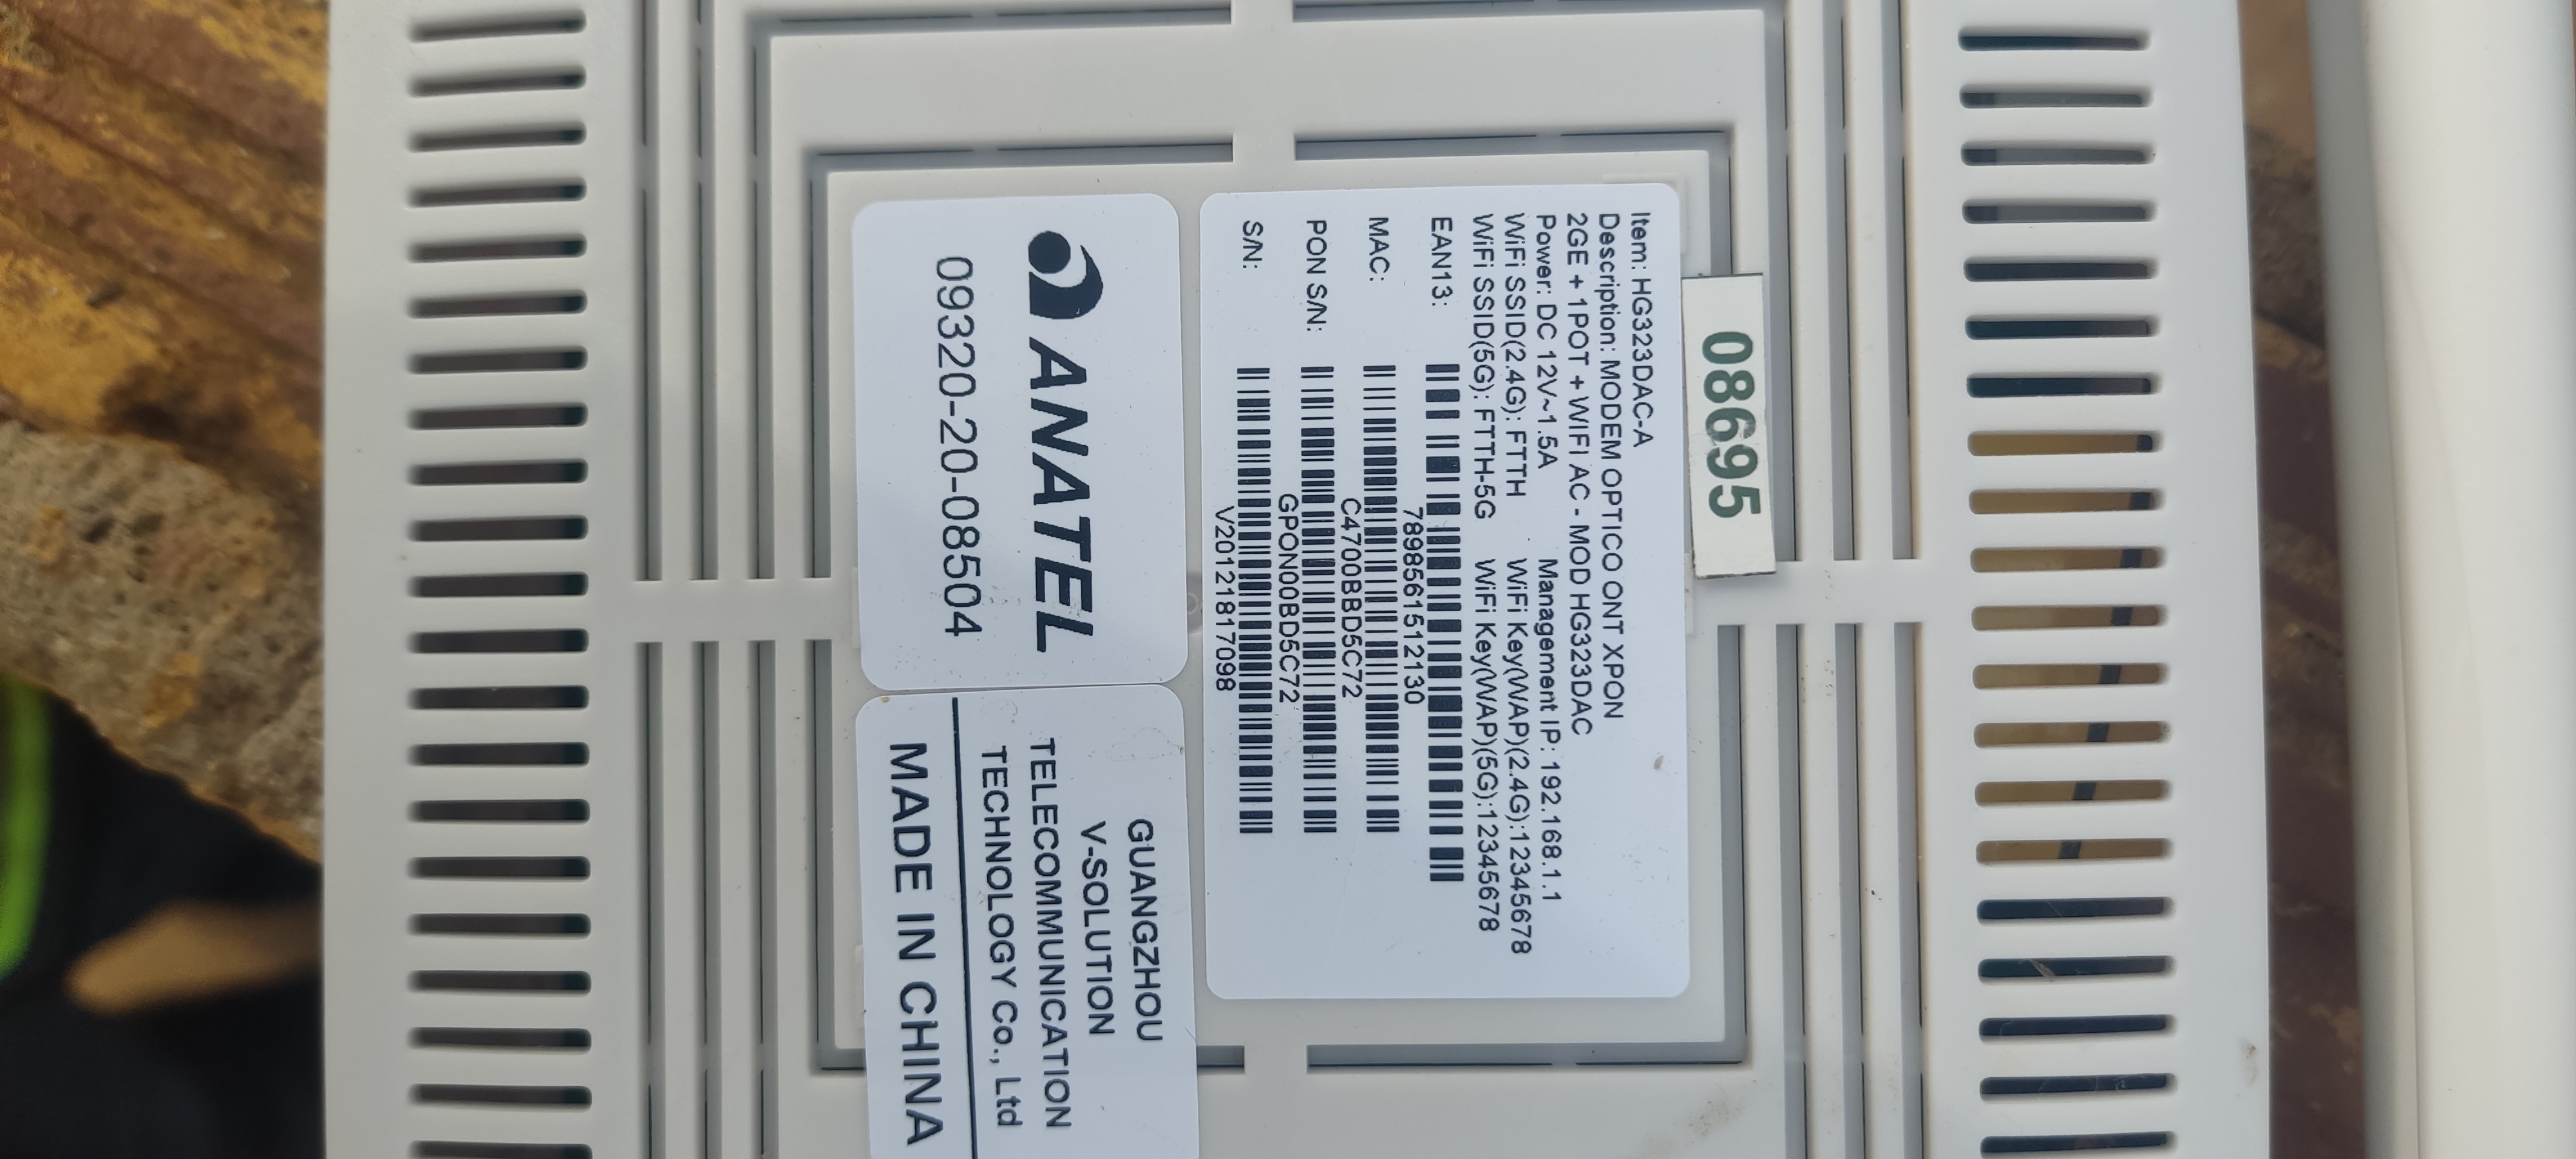 08695
Item: HG323DAC-A
Description: MODEM OPTICO ONT XPON
2GE + 1POT + WIFI AC - MOD HG323DAC
Power: DC 12V~1.5A Management IP: 192.168.1.1
WiFi SSID(2.4G): FTTH WiFi Key(WAP)(2.4G):12345678
WiFi SSID(5G): FTTH-5G WiFi Key(WAP)(5G):12345678
EAN13:
7898561512130
MAC:
C4700BBD5C72
PON S/N:
GPON00BD5C72
S/N:
V20121817098
ANATEL
09320-20-08504
GUANGZHOU
V-SOLUTION
TELECOMMUNICATION
TECHNOLOGY Co., Ltd
MADE IN CHINA